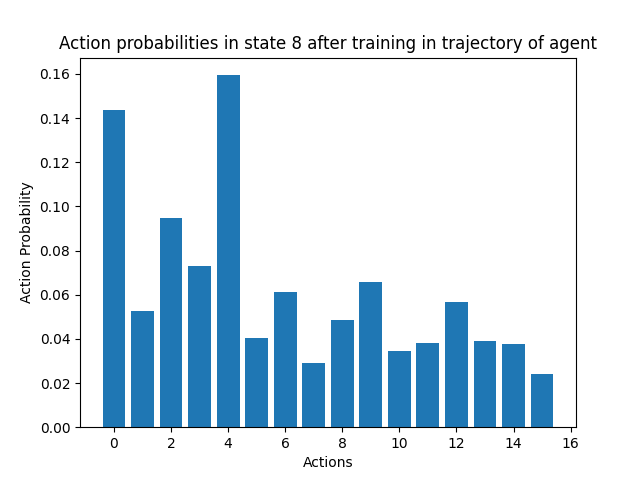 Action probabilities in state 8 after training in trajectory of agent
0.16
0.14
0.12
0.10
0.08
0.06
0.04
0.02
0.00
Action Probability
0 2 4 6 8 10 12 14 16
Actions